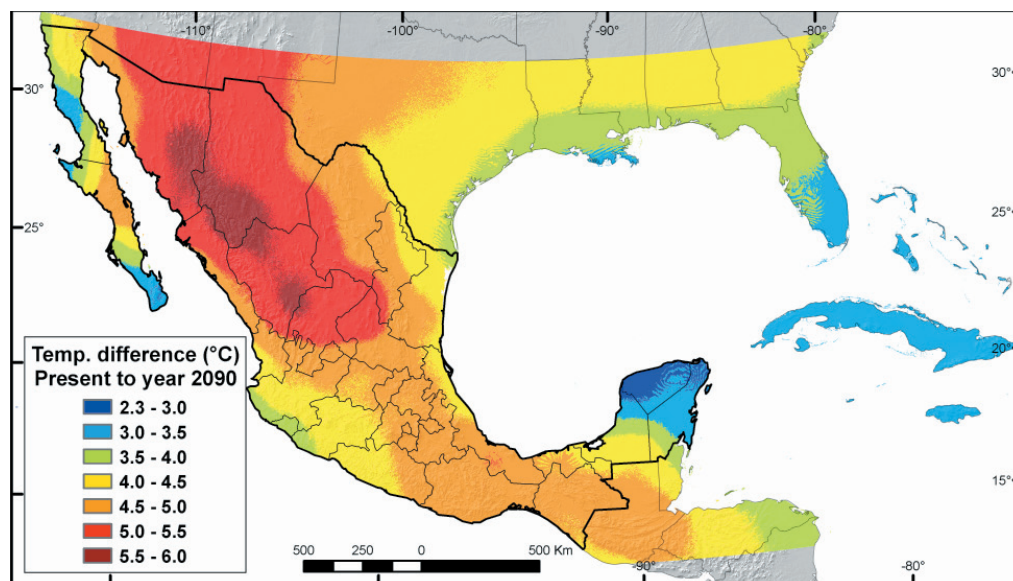 -110° -100° -90° -80°
30° 30°
25° 25°
20°
15°
Temp. difference (°C)
Present to year 2090
2.3 - 3.0
3.0 - 3.5
3.5 - 4.0
4.0 - 4.5
4.5 - 5.0
5.0 - 5.5
5.5 - 6.0
500 250 0 500 Km
-90° -80°